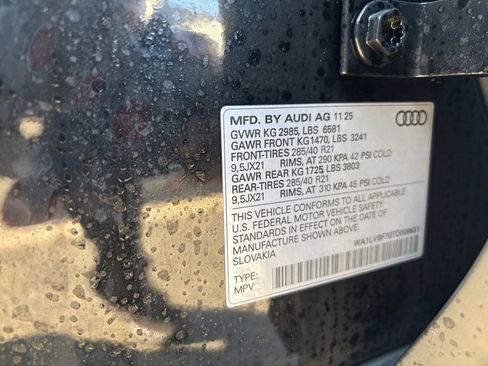 MFD. BY AUDI AG 11 25
GVWR KG 2985, LBS 6581
GAWR FRONT KG1470, LBS 3241
FRONT-TIRES 285/40 R21
9,5JX21 RIMS, AT 290 KPA 42 PSI COLD
GAWR REAR KG 1725, LBS 3803
REAR-TIRES 285/40 R21
9,5JX21 RIMS, AT 310 KPA 45 PSI COLD
THIS VEHICLE CONFORMS TO ALL APPLICABLE
U.S. FEDERAL MOTOR VEHICLE SAFETY
STANDARDS IN EFFECT ON THE DATE OF
MANUFACTURE SHOWN ABOVE.
SLOVAKIA
TYPE:
MPV